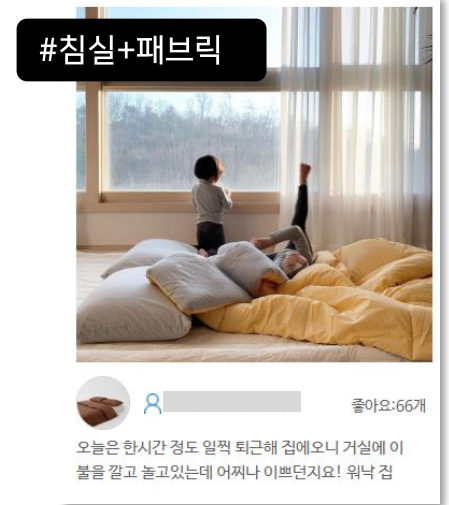 #침실+패브릭
좋아요:66개
오늘은 한시간 정도 일찍 퇴근해 집에오니 거실에 이
불을 깔고 놀고있는데 어찌나 이쁘던지요! 워낙 집